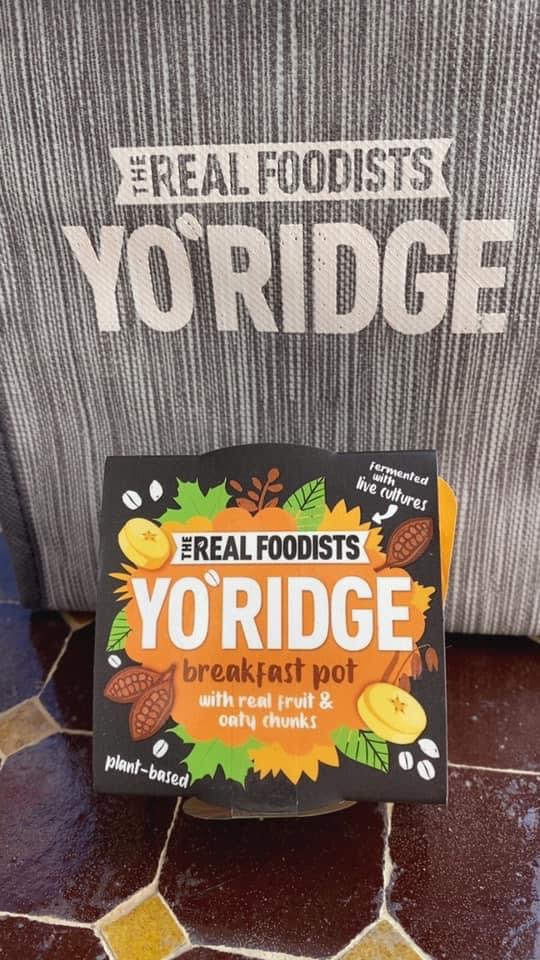 THE REAL FOODISTS
YO'RIDGE
fermented
with
live cultures
THE REAL FOODISTS
YO'RIDGE
breakfast pot
with real fruit &
oaty chunks
plant-based